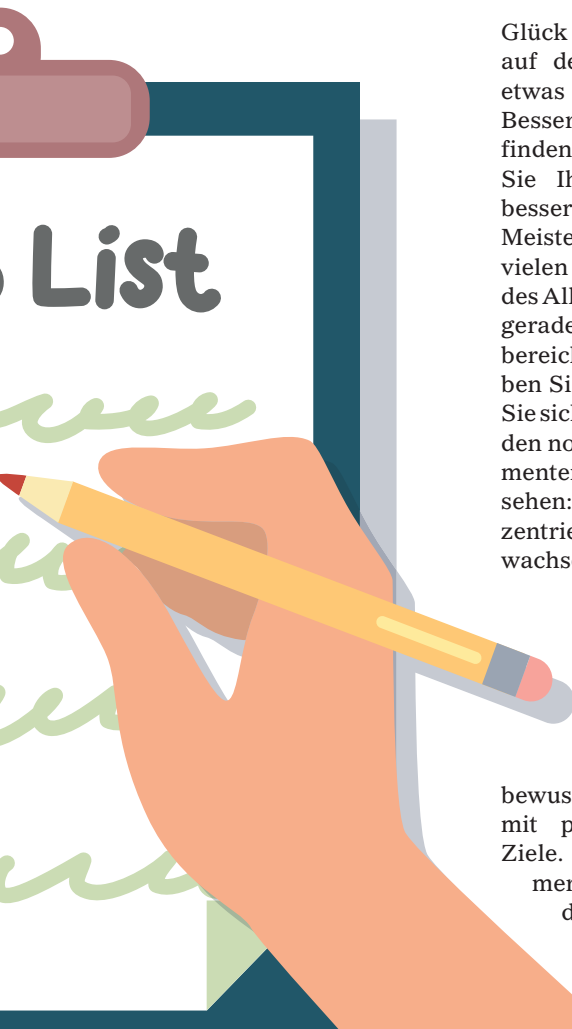 List
Glück
auf de
etwas
Besser
finden
Sie Ih
besser
Meiste
vielen
des All
gerade
bereich
ben Si
Sie sich
den no
menten
sehen:
zentrie
wachs
bewus
mit p
Ziele.
mer
d